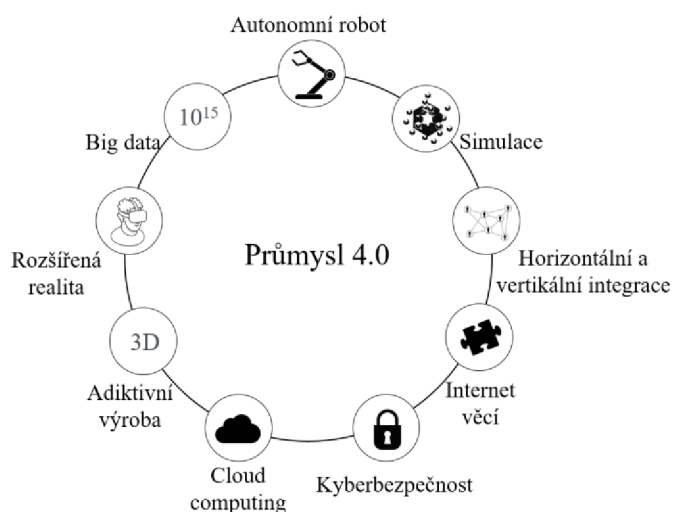 Autonomní robot
10¹⁵
Big data
Simulace
Průmysl 4.0
Rozšířená
realita
Horizontální a
vertikální integrace
3D
Adiktivní
výroba
Internet
věcí
Cloud
computing
Kyberbezpečnost